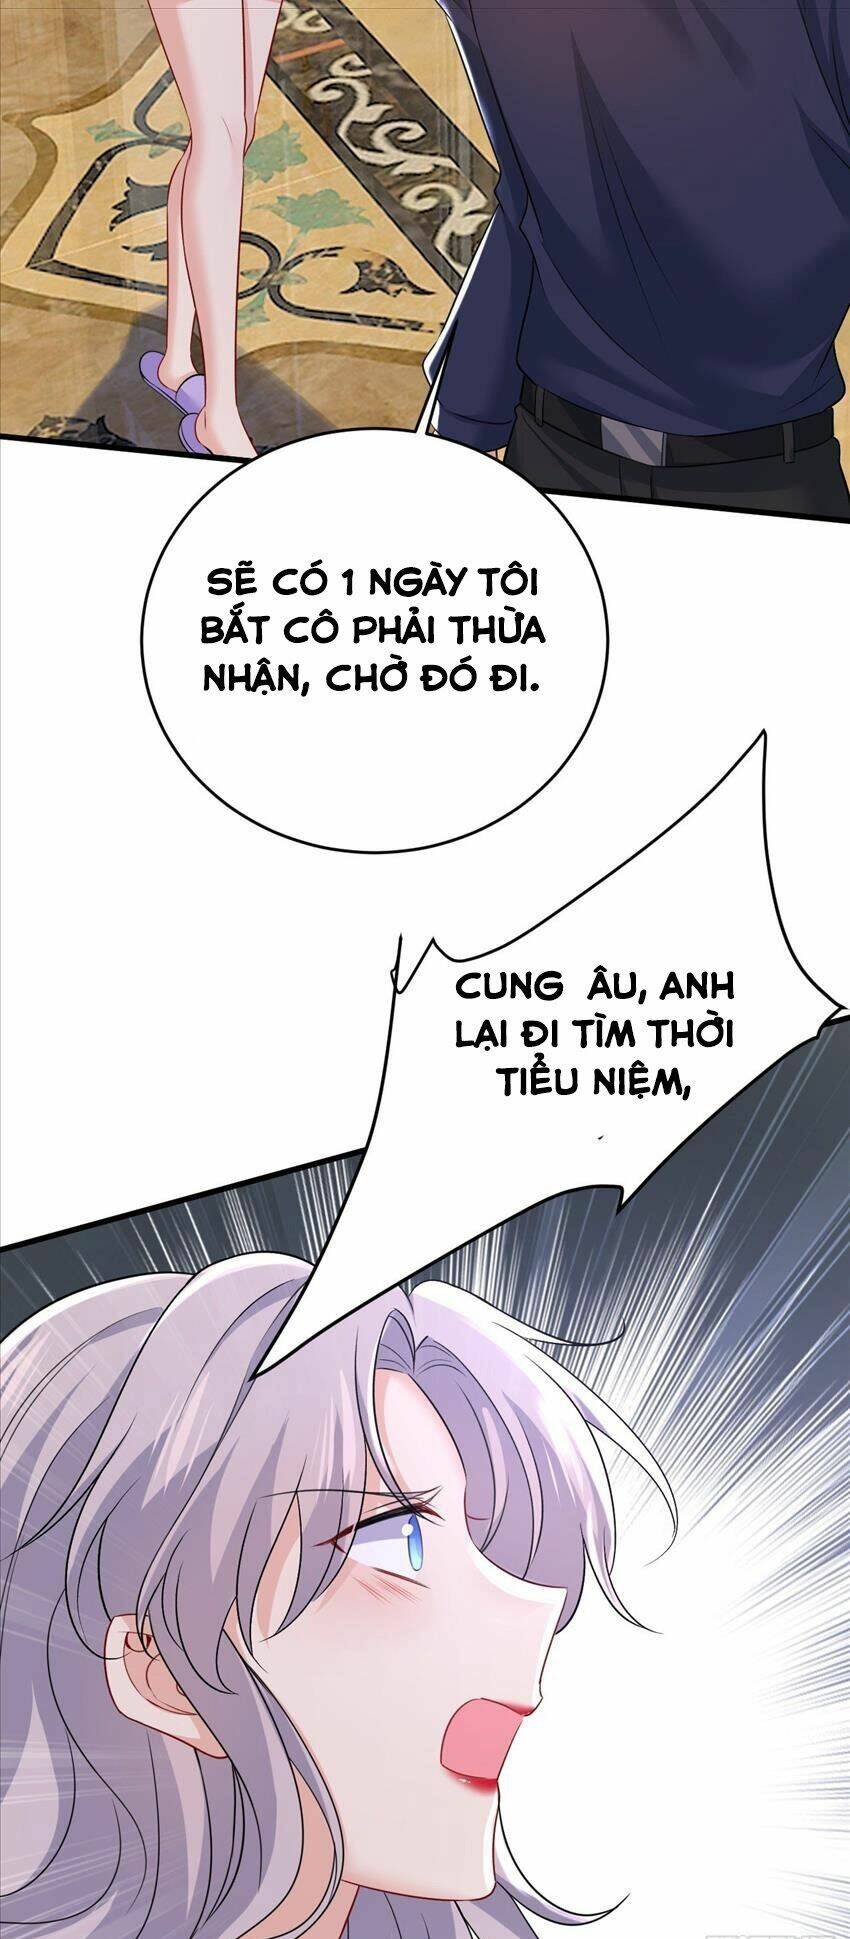 SẼ CÓ 1 NGÀY TÔI
BẮT CÔ PHẢI THỪA
NHẬN, CHỜ ĐÓ ĐI.
CUNG ÂU, ANH
LẠI ĐI TÌM THỜI
TIỂU NIỆM,